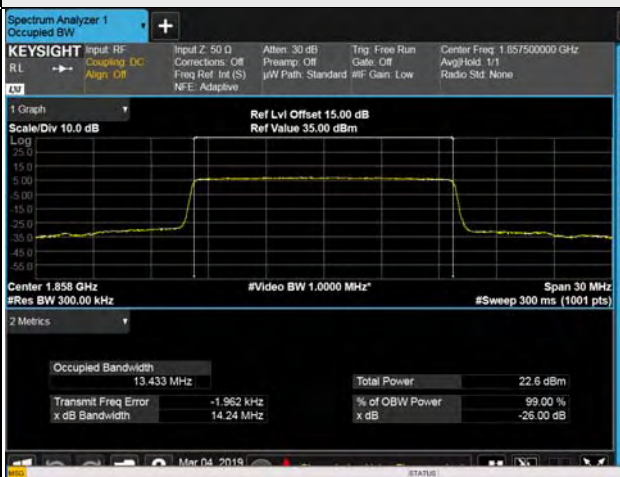 Spectrum Analyzer 1
Occupied BW
+
KEYSIGHT Input: RF Input Z: 50 Ω Atten: 30 dB Trig: Free Run Center Freq: 1.857500000 GHz
RL Coupling: DC Corrections: Off Preamp: Off Gate: Off Avg|Hold: 1/1
Align: Off Freq Ref: Int (S) µW Path: Standard #IF Gain: Low Radio Std: None
LXI NFE: Adaptive
1 Graph
Scale/Div 10.0 dB
Ref Lvl Offset 15.00 dB
Ref Value 35.00 dBm
Log
25.0
15.0
5.00
-5.00
-15.0
-25.0
-35.0
-45.0
-55.0
Center 1.858 GHz #Video BW 1.0000 MHz* Span 30 MHz
#Res BW 300.00 kHz #Sweep 300 ms (1001 pts)
2 Metrics
Occupied Bandwidth
13.433 MHz Total Power 22.6 dBm
Transmit Freq Error -1.962 kHz % of OBW Power 99.00 %
x dB Bandwidth 14.24 MHz x dB -26.00 dB
Mar 04, 2019
MSG STATUS